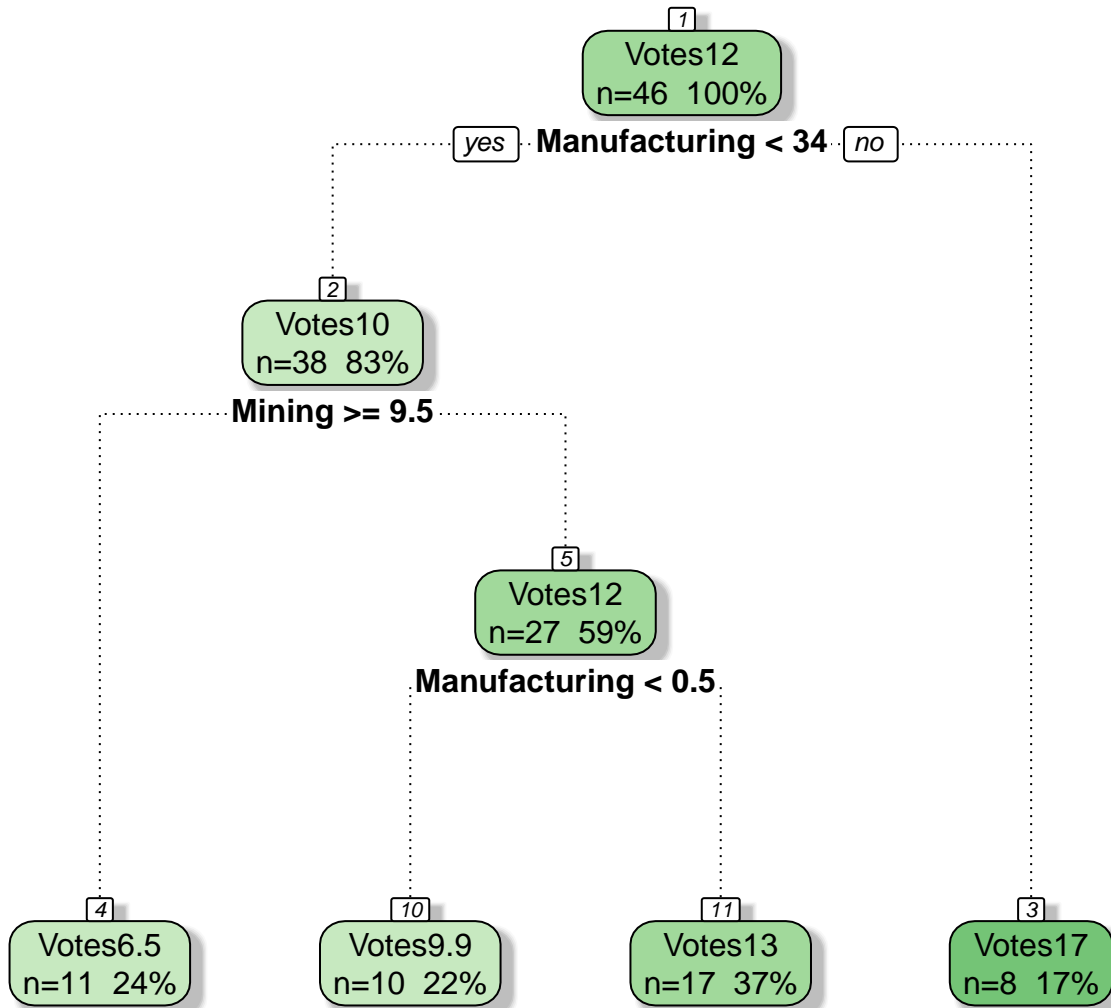 1
Votes12
n=46 100%
yes Manufacturing < 34 no
2
Votes10
n=38 83%
Mining >= 9.5
5
Votes12
n=27 59%
Manufacturing < 0.5
4
Votes6.5
n=11 24%
10
Votes9.9
n=10 22%
11
Votes13
n=17 37%
3
Votes17
n=8 17%